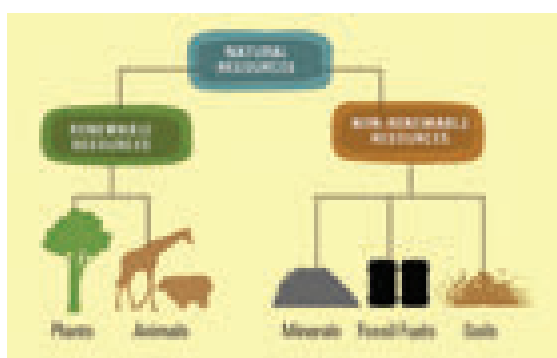 NATURAL
RESOURCES
RENEWABLE
RESOURCES
NON-RENEWABLE
RESOURCES
Plants
Animals
Minerals
Fossil Fuels
Soils